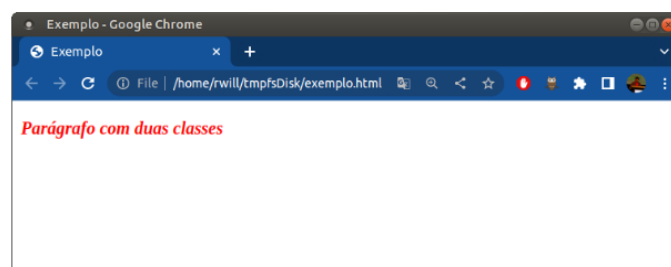 Exemplo - Google Chrome
Exemplo
File | /home/rwill/tmpfsDisk/exemplo.html
Parágrafo com duas classes